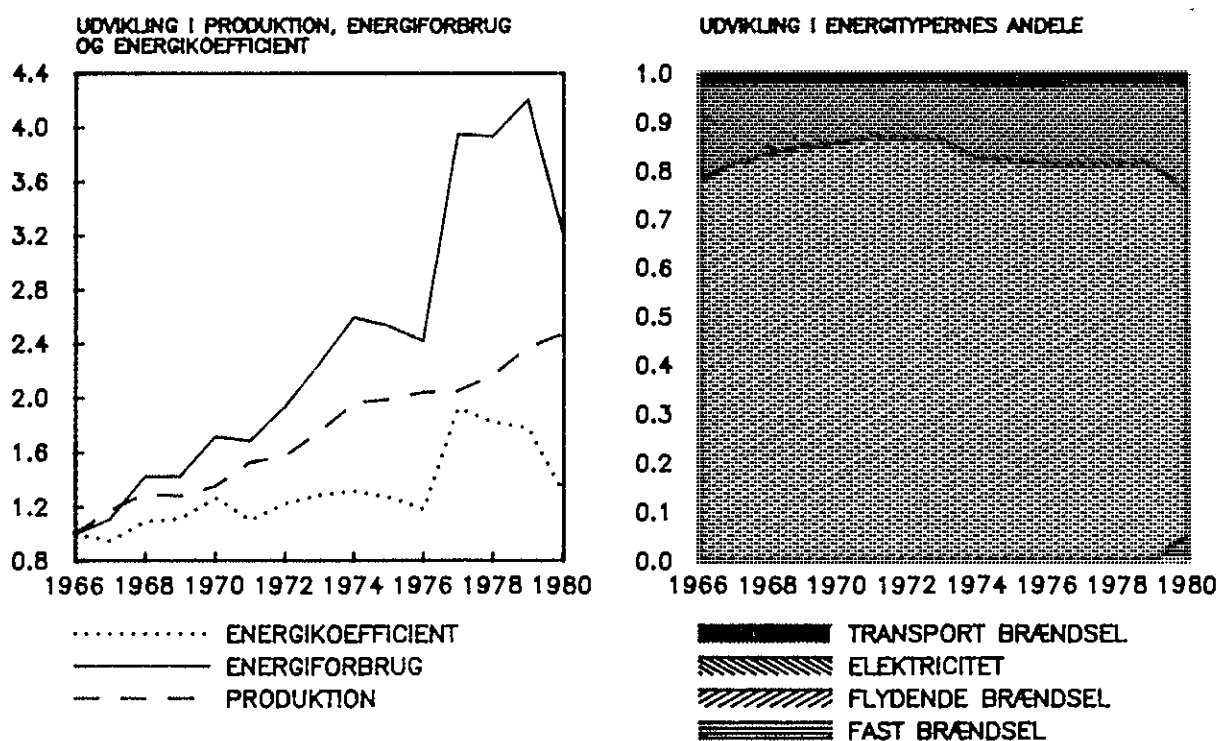 UDVIKLING I PRODUKTION, ENERGIFORBRUG
OG ENERGIKOEFFICIENT
4.4
4.0
3.6
3.2
2.8
2.4
2.0
1.6
1.2
0.8
1966 1968 1970 1972 1974 1976 1978 1980
ENERGIKOEFFICIENT
ENERGIFORBRUG
PRODUKTION
UDVIKLING I ENERGITYPERNES ANDELE
1.0
0.9
0.8
0.7
0.6
0.5
0.4
0.3
0.2
0.1
0.0
1966 1968 1970 1972 1974 1976 1978 1980
TRANSPORT BRÆNDSEL
ELEKTRICITET
FLYDENDE BRÆNDSEL
FAST BRÆNDSEL